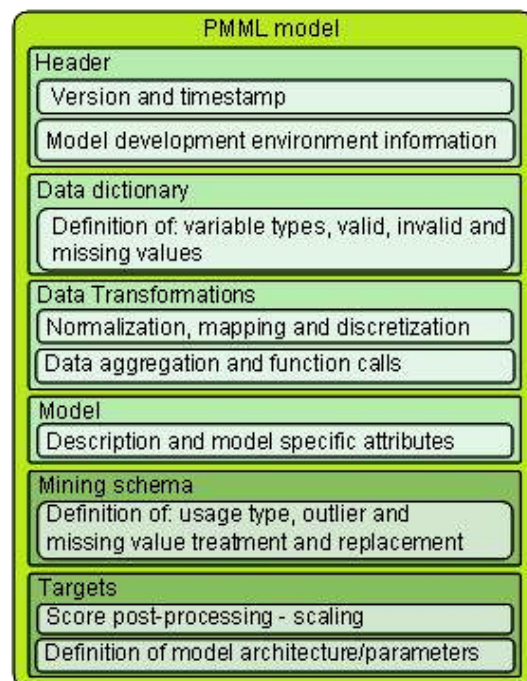 PMML model
Header
Version and timestamp
Model development environment information
Data dictionary
Definition of: variable types, valid, invalid and
missing values
Data Transformations
Normalization, mapping and discretization
Data aggregation and function calls
Model
Description and model specific attributes
Mining schema
Definition of: usage type, outlier and
missing value treatment and replacement
Targets
Score post-processing - scaling
Definition of model architecture/parameters